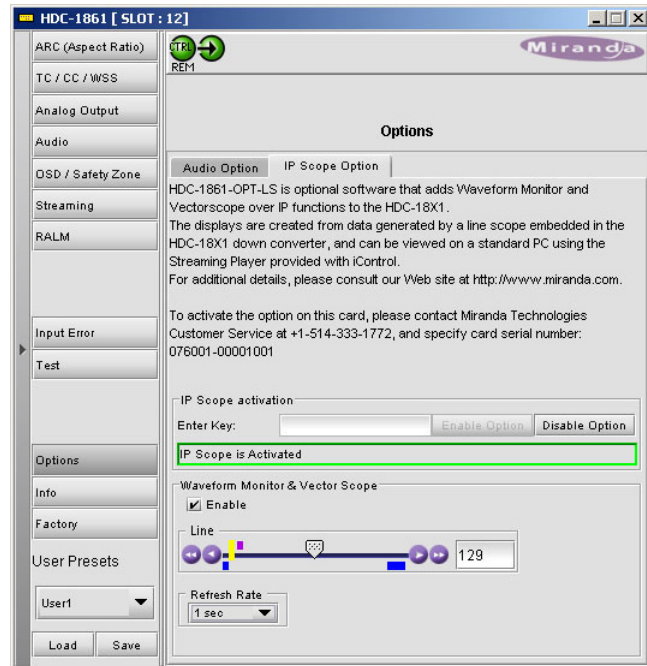 HDC-1861 [ SLOT : 12]
ARC (Aspect Ratio)
TC / CC / WSS
Analog Output
Audio
OSD / Safety Zone
Streaming
RALM
Input Error
Test
Options
Info
Factory
User Presets
User1
Load
Save
CTRL
REM
Miranda
Options
Audio Option
IP Scope Option
HDC-1861-OPT-LS is optional software that adds Waveform Monitor and
Vectorscope over IP functions to the HDC-18X1.
The displays are created from data generated by a line scope embedded in the
HDC-18X1 down converter, and can be viewed on a standard PC using the
Streaming Player provided with iControl.
For additional details, please consult our Web site at http://www.miranda.com.
To activate the option on this card, please contact Miranda Technologies
Customer Service at +1-514-333-1772, and specify card serial number:
076001-00001001
IP Scope activation
Enter Key:
Enable Option
Disable Option
IP Scope is Activated
Waveform Monitor & Vector Scope
Enable
Line
129
Refresh Rate
1 sec